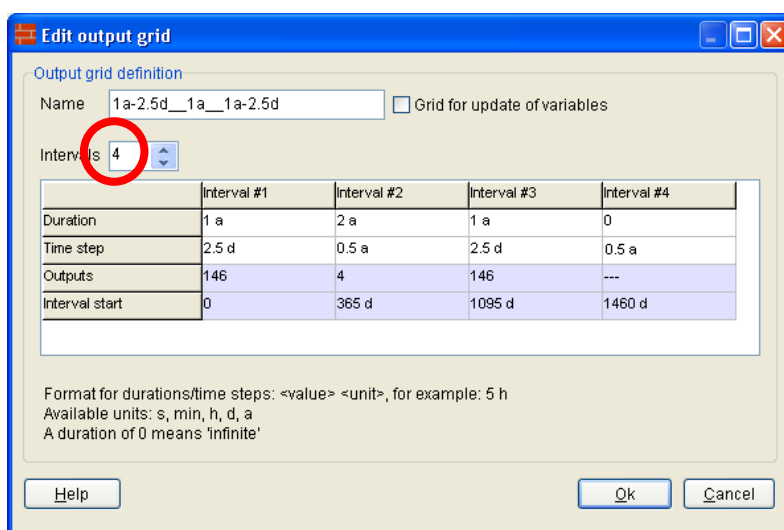 Edit output grid
Output grid definition
Name 1a-2.5d__1a__1a-2.5d Grid for update of variables
Intervals 4
Interval #1 Interval #2 Interval #3 Interval #4
Duration 1 a 2 a 1 a 0
Time step 2.5 d 0.5 a 2.5 d 0.5 a
Outputs 146 4 146 ---
Interval start 0 365 d 1095 d 1460 d
Format for durations/time steps: <value> <unit>, for example: 5 h
Available units: s, min, h, d, a
A duration of 0 means 'infinite'
Help Ok Cancel